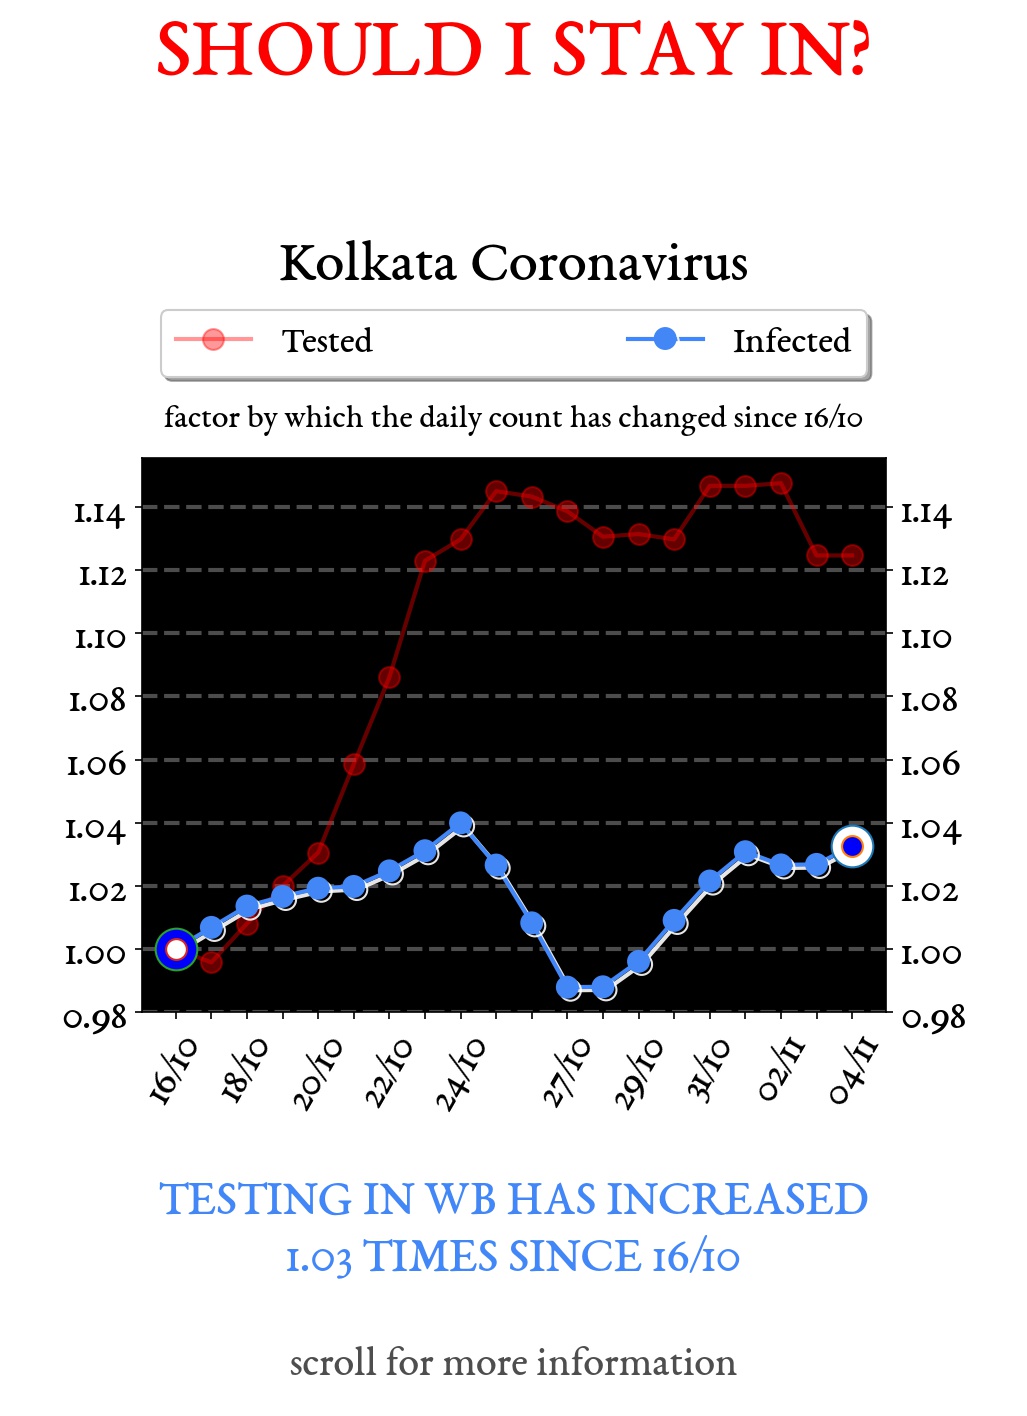 SHOULD I STAY IN?
Kolkata Coronavirus
Tested Infected
factor by which the daily count has changed since 16/10
1.14 1.14
1.12 1.12
1.10 1.10
1.08 1.08
1.06 1.06
1.04 1.04
1.02 1.02
1.00 1.00
0.98 0.98
16/10 18/10 20/10 22/10 24/10 27/10 29/10 31/10 02/11 04/11
TESTING IN WB HAS INCREASED
1.03 TIMES SINCE 16/10
scroll for more information